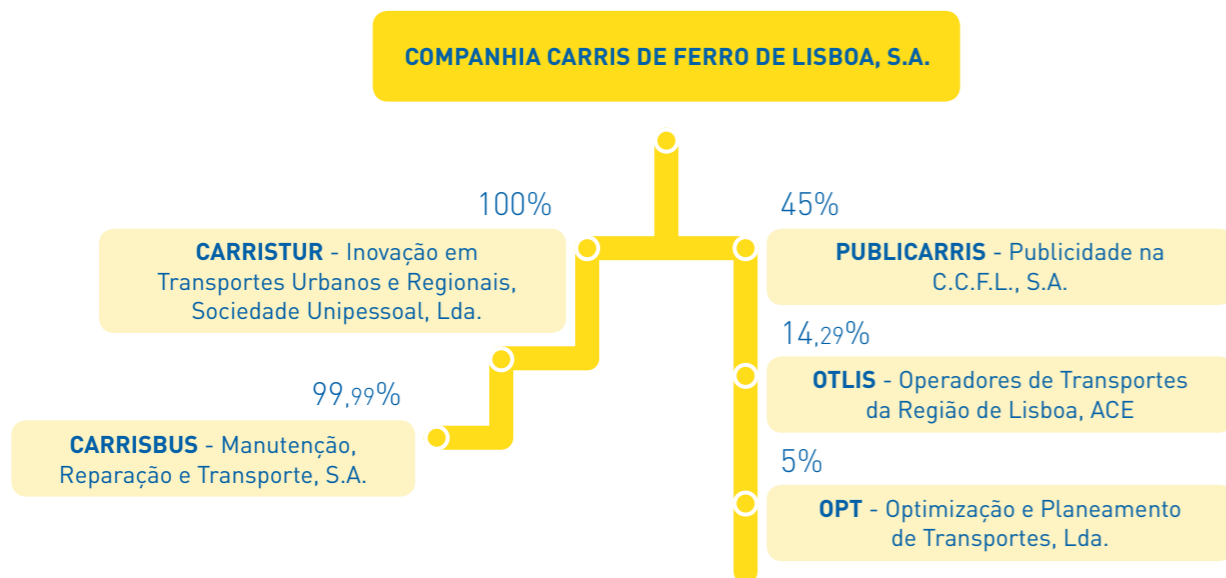 COMPANHIA CARRIS DE FERRO DE LISBOA, S.A.
100%
CARRISTUR - Inovação em
Transportes Urbanos e Regionais,
Sociedade Unipessoal, Lda.
99,99%
CARRISBUS - Manutenção,
Reparação e Transporte, S.A.
45%
PUBLICARRIS - Publicidade na
C.C.F.L., S.A.
14,29%
OTLIS - Operadores de Transportes
da Região de Lisboa, ACE
5%
OPT - Optimização e Planeamento
de Transportes, Lda.